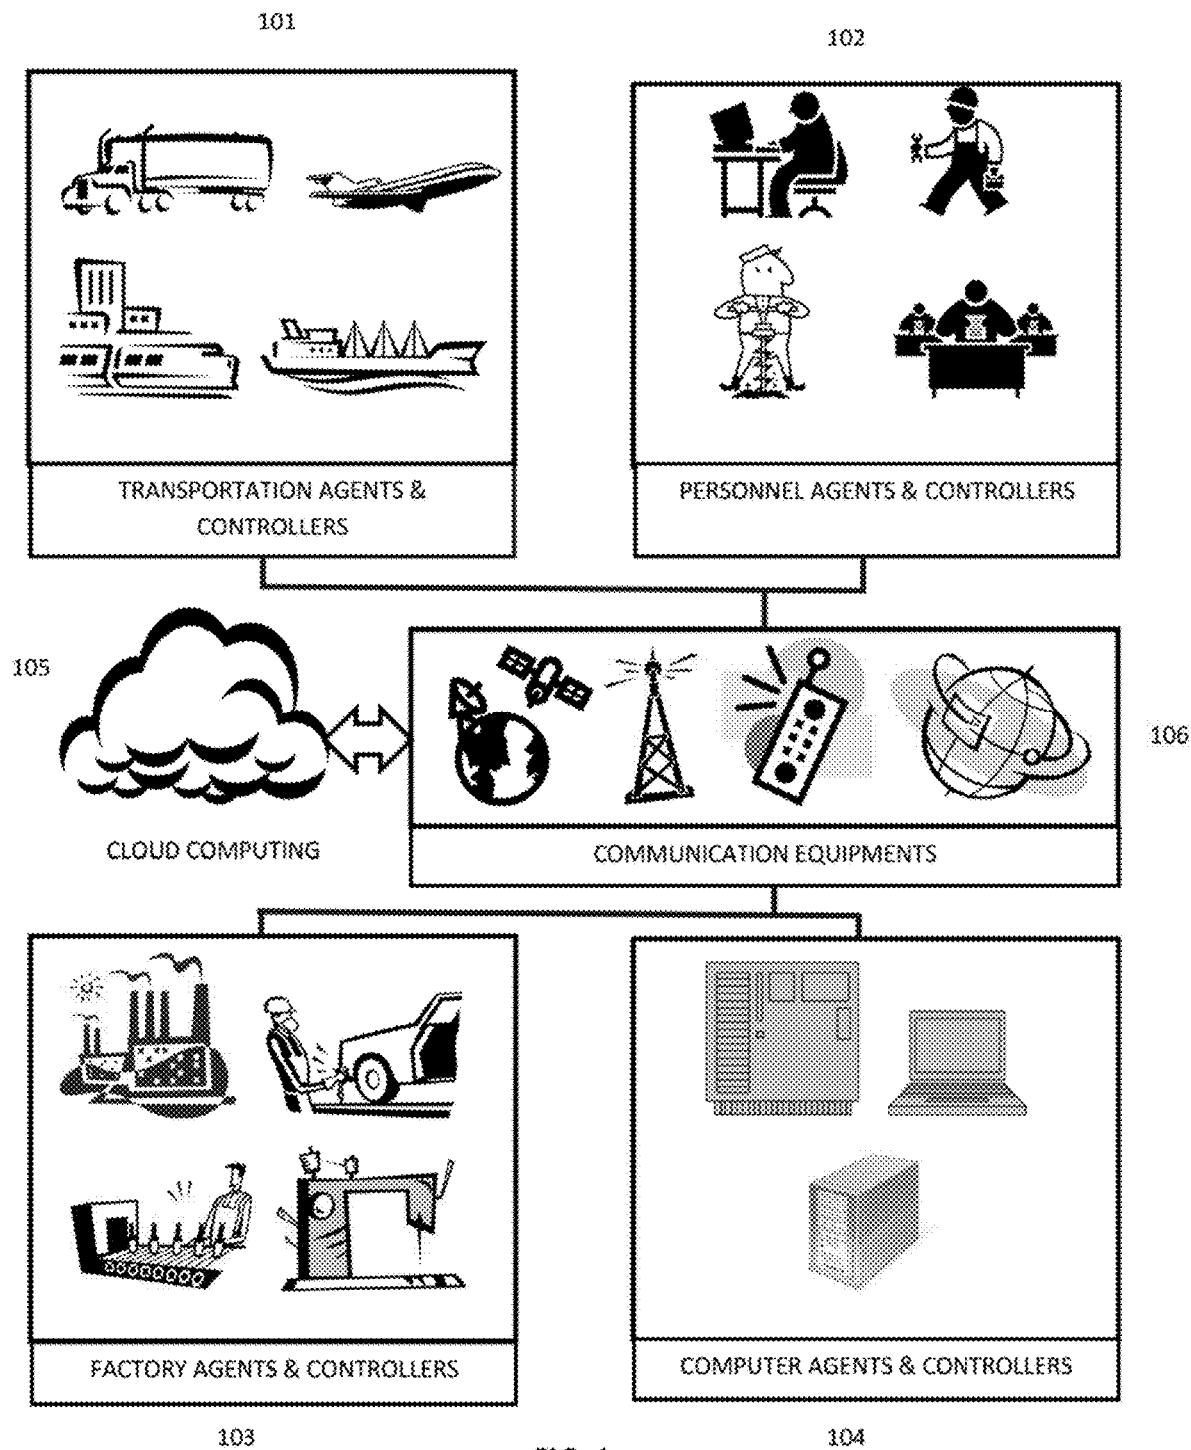 101
102
TRANSPORTATION AGENTS &
CONTROLLERS
PERSONNEL AGENTS & CONTROLLERS
105
106
CLOUD COMPUTING
COMMUNICATION EQUIPMENTS
FACTORY AGENTS & CONTROLLERS
COMPUTER AGENTS & CONTROLLERS
103
104